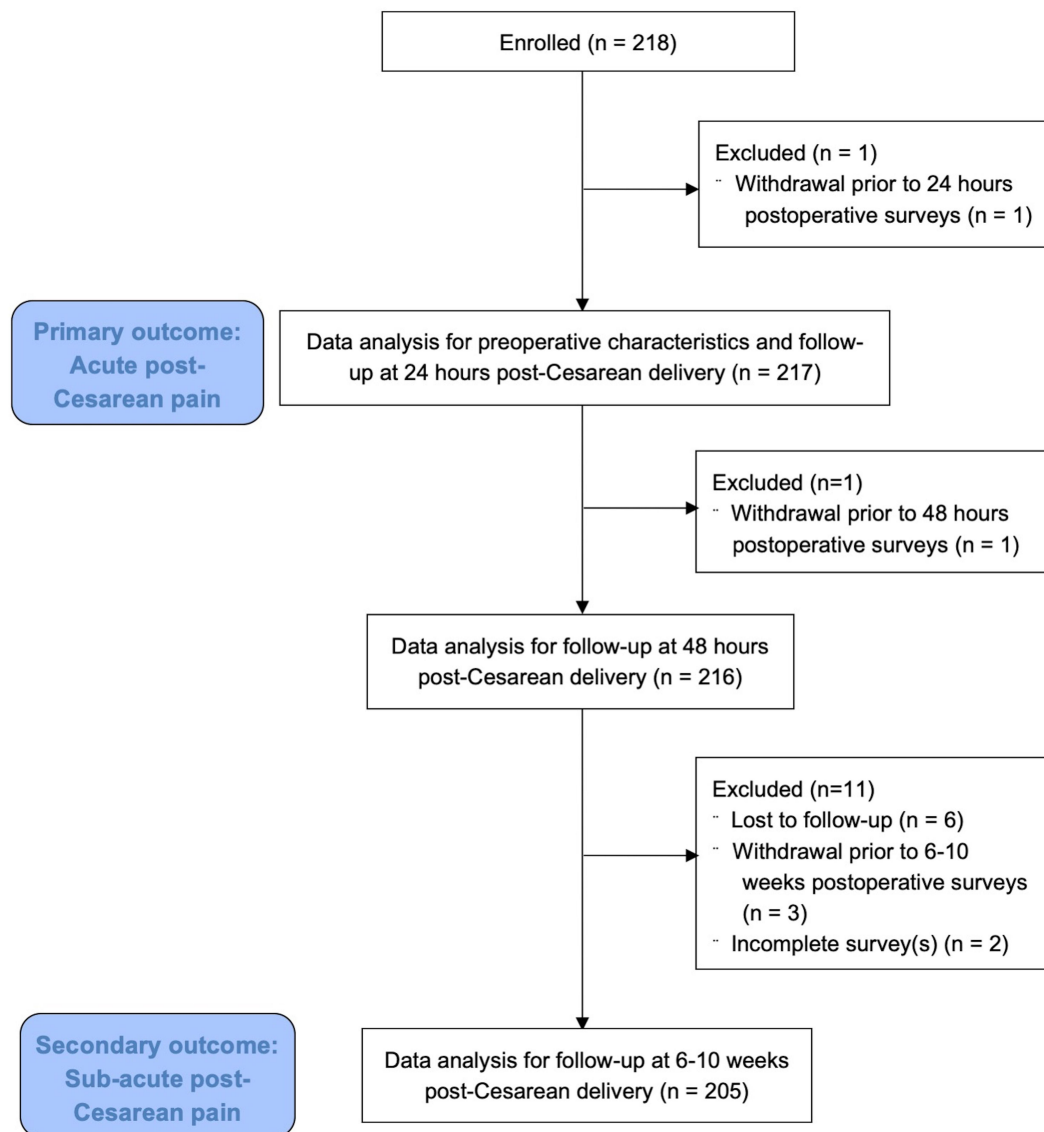 Enrolled (n = 218)
Excluded (n = 1)
¨ Withdrawal prior to 24 hours
postoperative surveys (n = 1)
Primary outcome:
Acute post-
Cesarean pain
Data analysis for preoperative characteristics and follow-
up at 24 hours post-Cesarean delivery (n = 217)
Excluded (n=1)
¨ Withdrawal prior to 48 hours
postoperative surveys (n = 1)
Data analysis for follow-up at 48 hours
post-Cesarean delivery (n = 216)
Excluded (n=11)
¨ Lost to follow-up (n = 6)
¨ Withdrawal prior to 6-10
weeks postoperative surveys
(n = 3)
¨ Incomplete survey(s) (n = 2)
Secondary outcome:
Sub-acute post-
Cesarean pain
Data analysis for follow-up at 6-10 weeks
post-Cesarean delivery (n = 205)